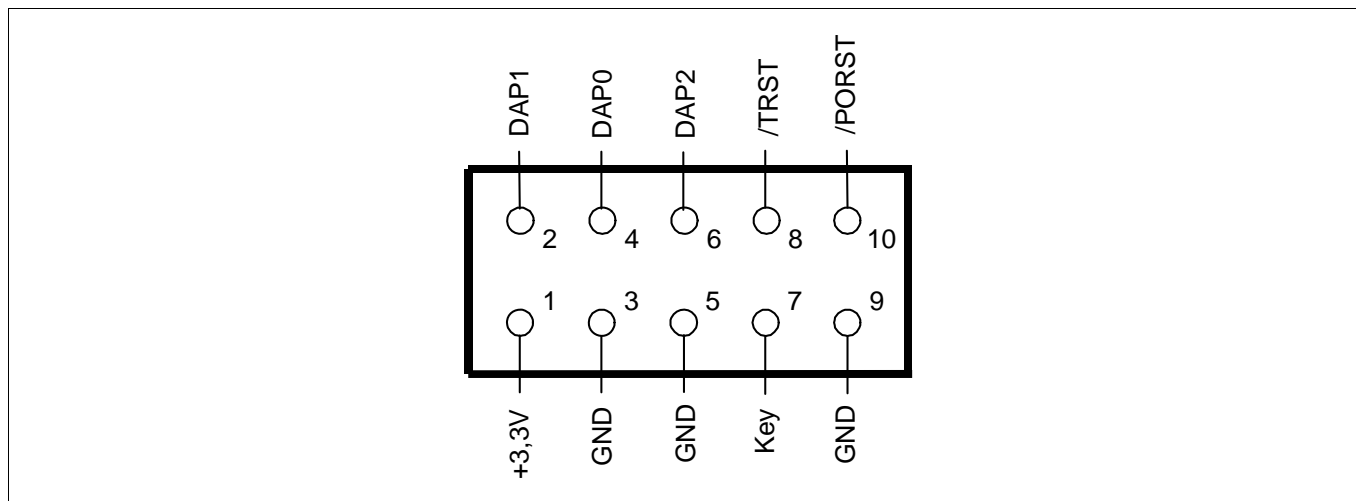 DAP1 DAP0 DAP2 /TRST /PORST
2 4 6 8 10
1 3 5 7 9
+3,3V GND GND Key GND